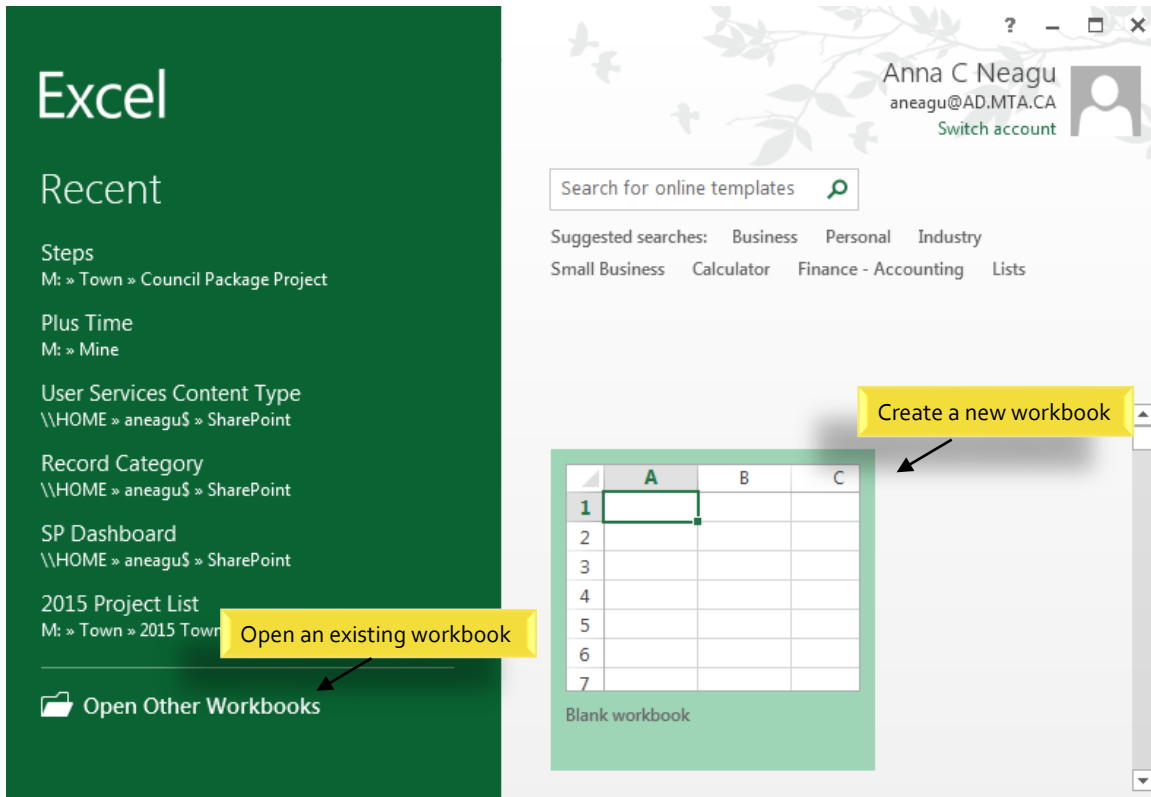 Excel
Recent
Steps
M: » Town » Council Package Project
Plus Time
M: » Mine
User Services Content Type
\\HOME » aneagu$ » SharePoint
Record Category
\\HOME » aneagu$ » SharePoint
SP Dashboard
\\HOME » aneagu$ » SharePoint
2015 Project List
M: » Town » 2015 Town
Open an existing workbook
Open Other Workbooks
?
Anna C Neagu
aneagu@AD.MTA.CA
Switch account
Search for online templates
Suggested searches: Business Personal Industry
Small Business Calculator Finance - Accounting Lists
Create a new workbook
A B C
1
2
3
4
5
6
7
Blank workbook